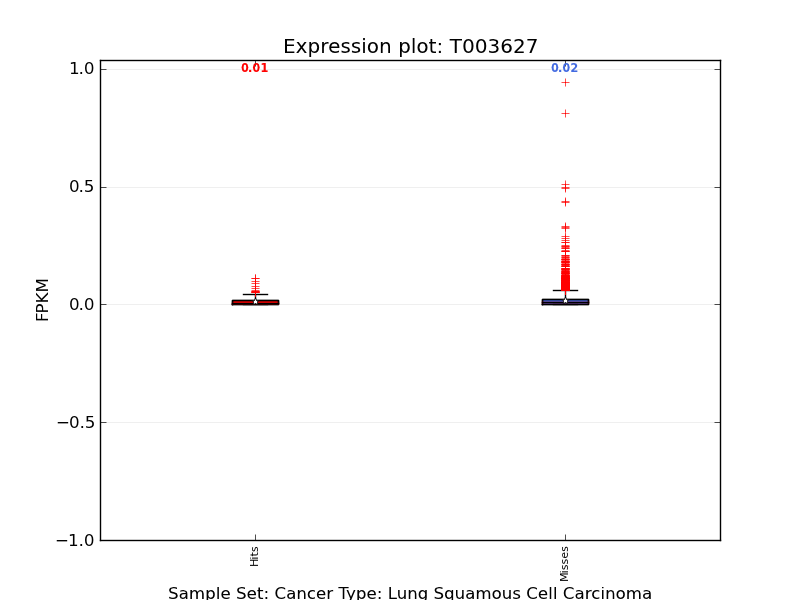 Expression plot: T003627
0.01
0.02
1.0
0.5
0.0
−0.5
−1.0
FPKM
Hits
Misses
Sample Set: Cancer Type: Lung Squamous Cell Carcinoma